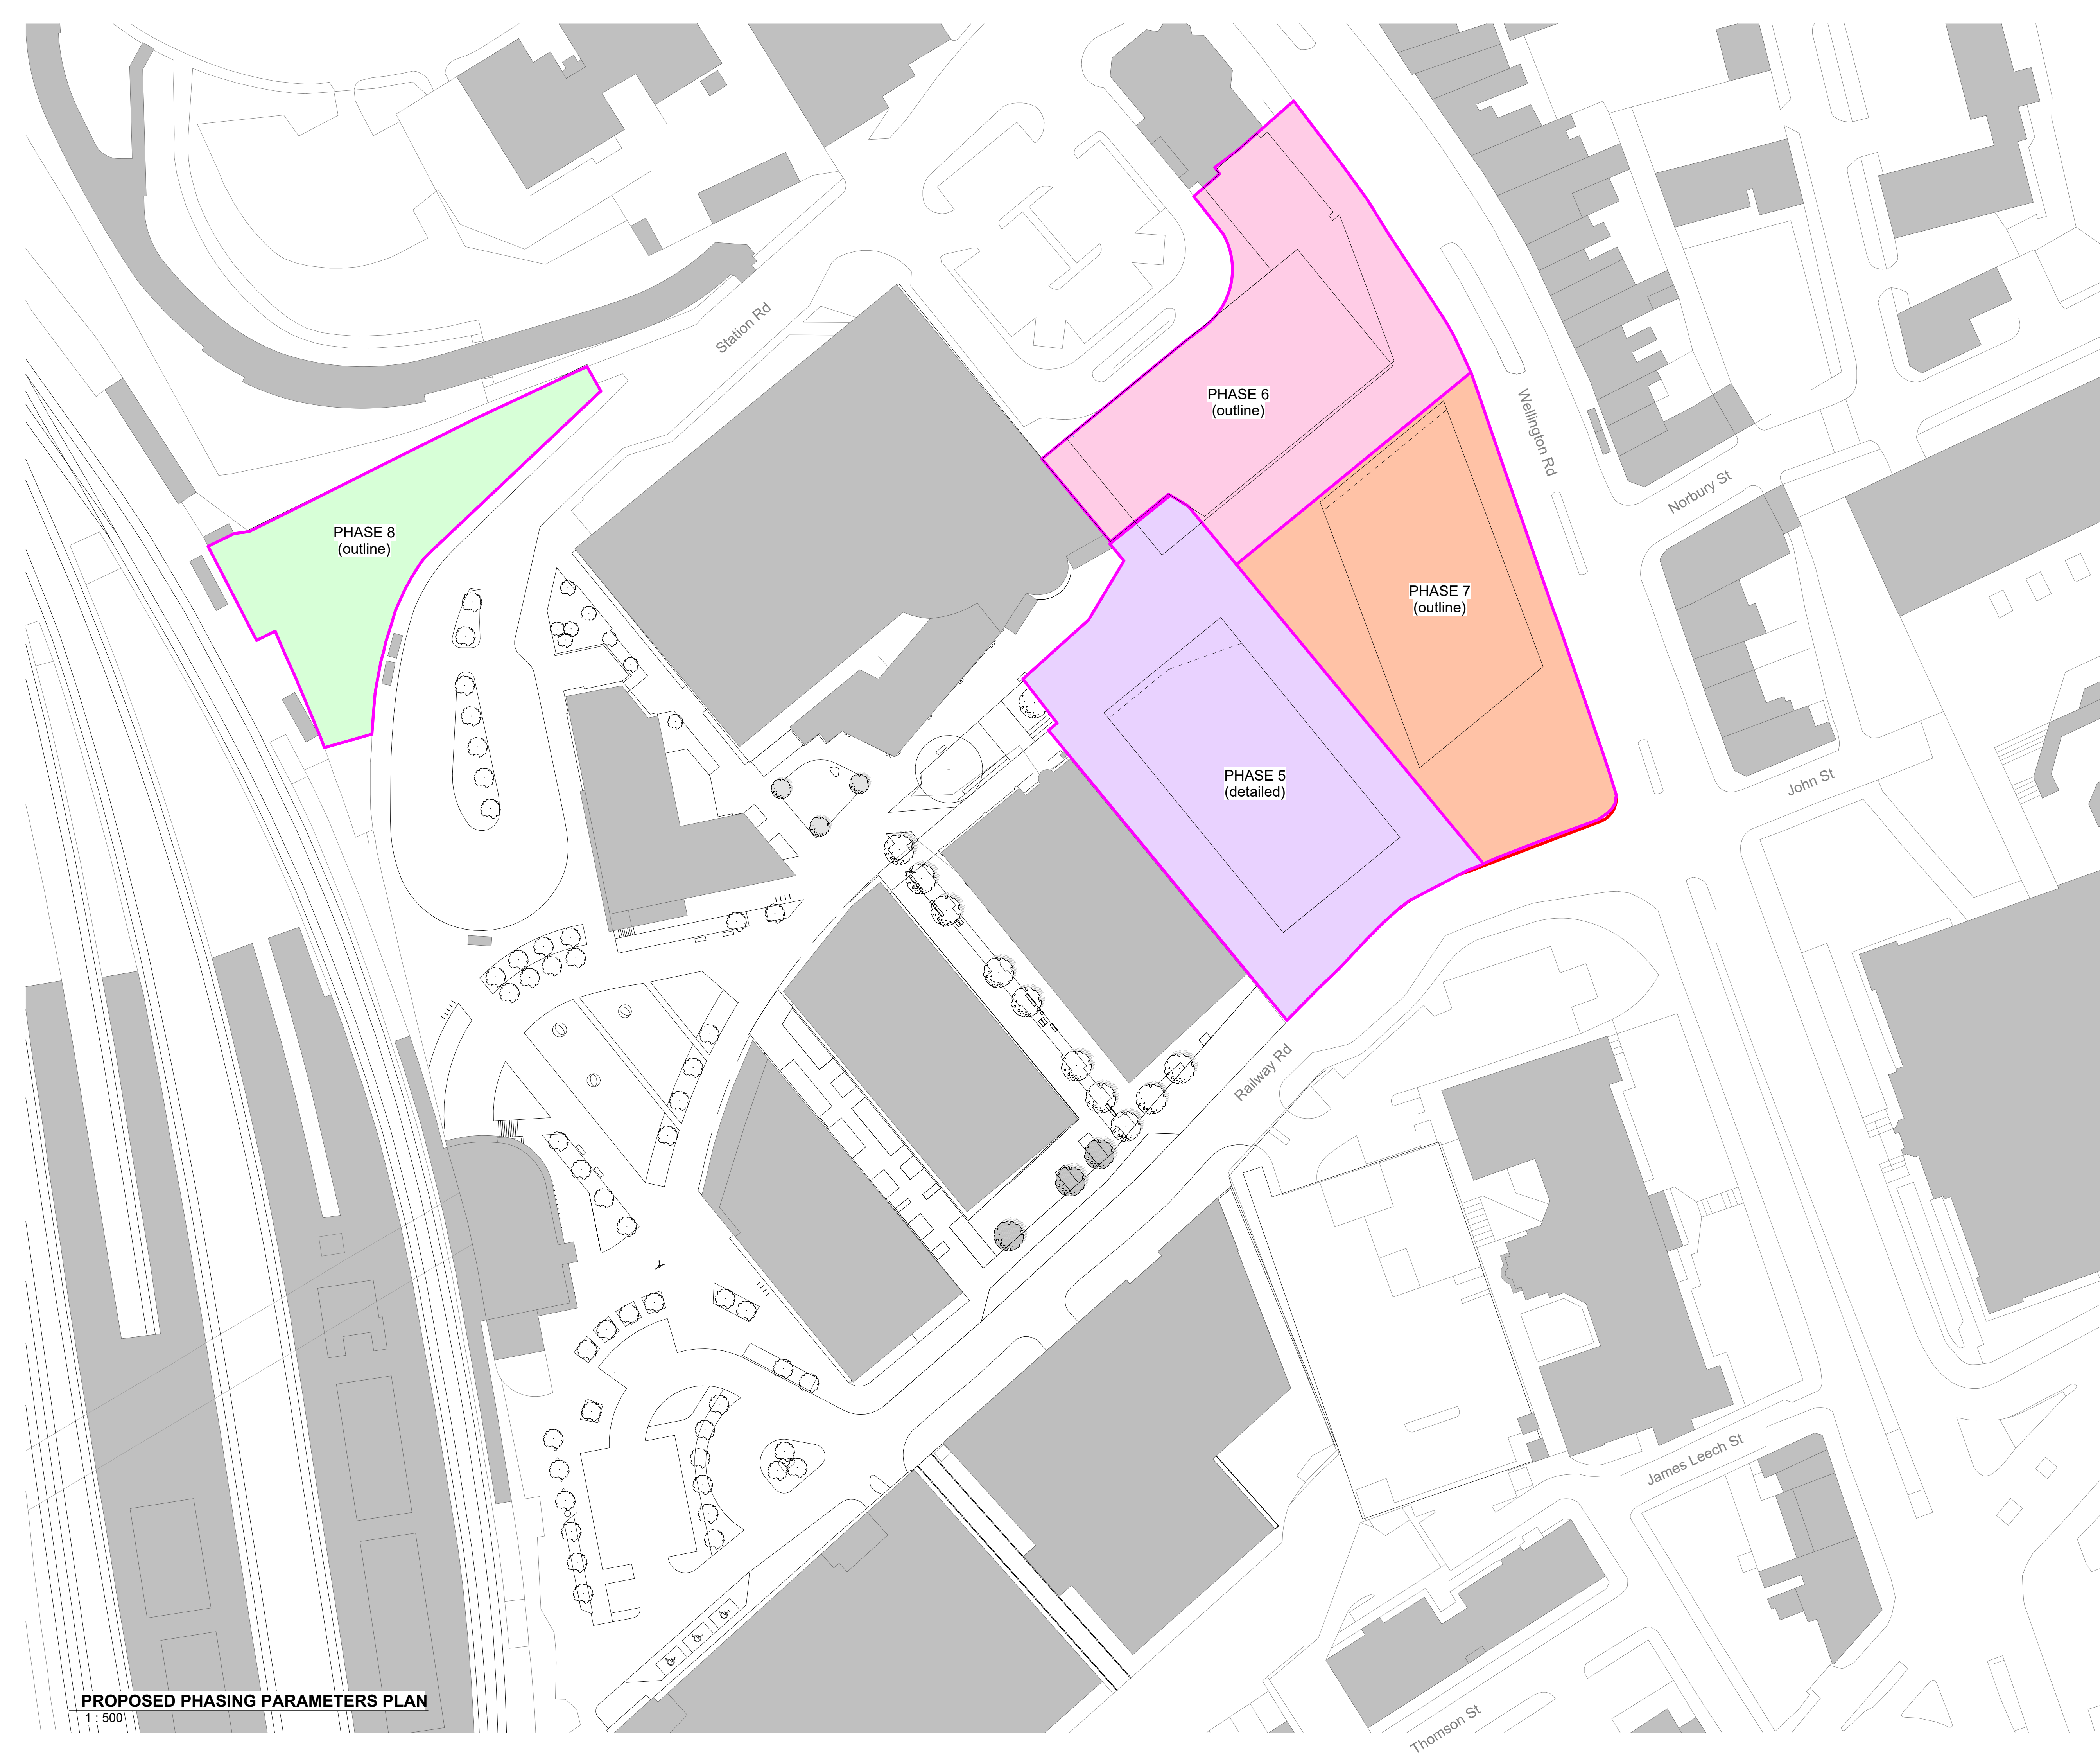 Station Rd
PHASE 6
(outline)
Wellington Rd
Norbury St
PHASE 8
(outline)
PHASE 7
(outline)
PHASE 5
(detailed)
John St
Railway Rd
James Leech St
Thomson St
PROPOSED PHASING PARAMETERS PLAN
1 : 500